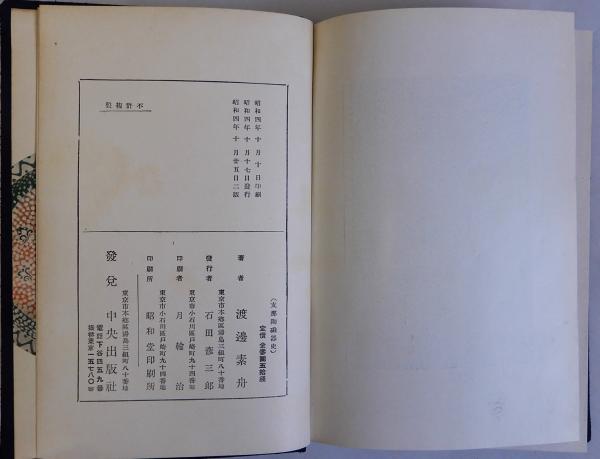 昭和四年十月十日印刷
昭和四年十月十七日發行
昭和四年十月廿五日二版
不許複製
(支那陶磁器史)
定價金壹圓五拾錢
著者 渡邊素舟
東京市本鄕區湯島三組町八十番地
發行者 石田彥三郎
東京市小石川區戸崎町九十四番地
印刷者 月輪治
東京市小石川區戸崎町九十四番地
印刷所 昭和堂印刷所
東京市本鄕區湯島三組町八十番地
發兌 中央出版社
電話下谷四五九番
振替東京一五七八〇番